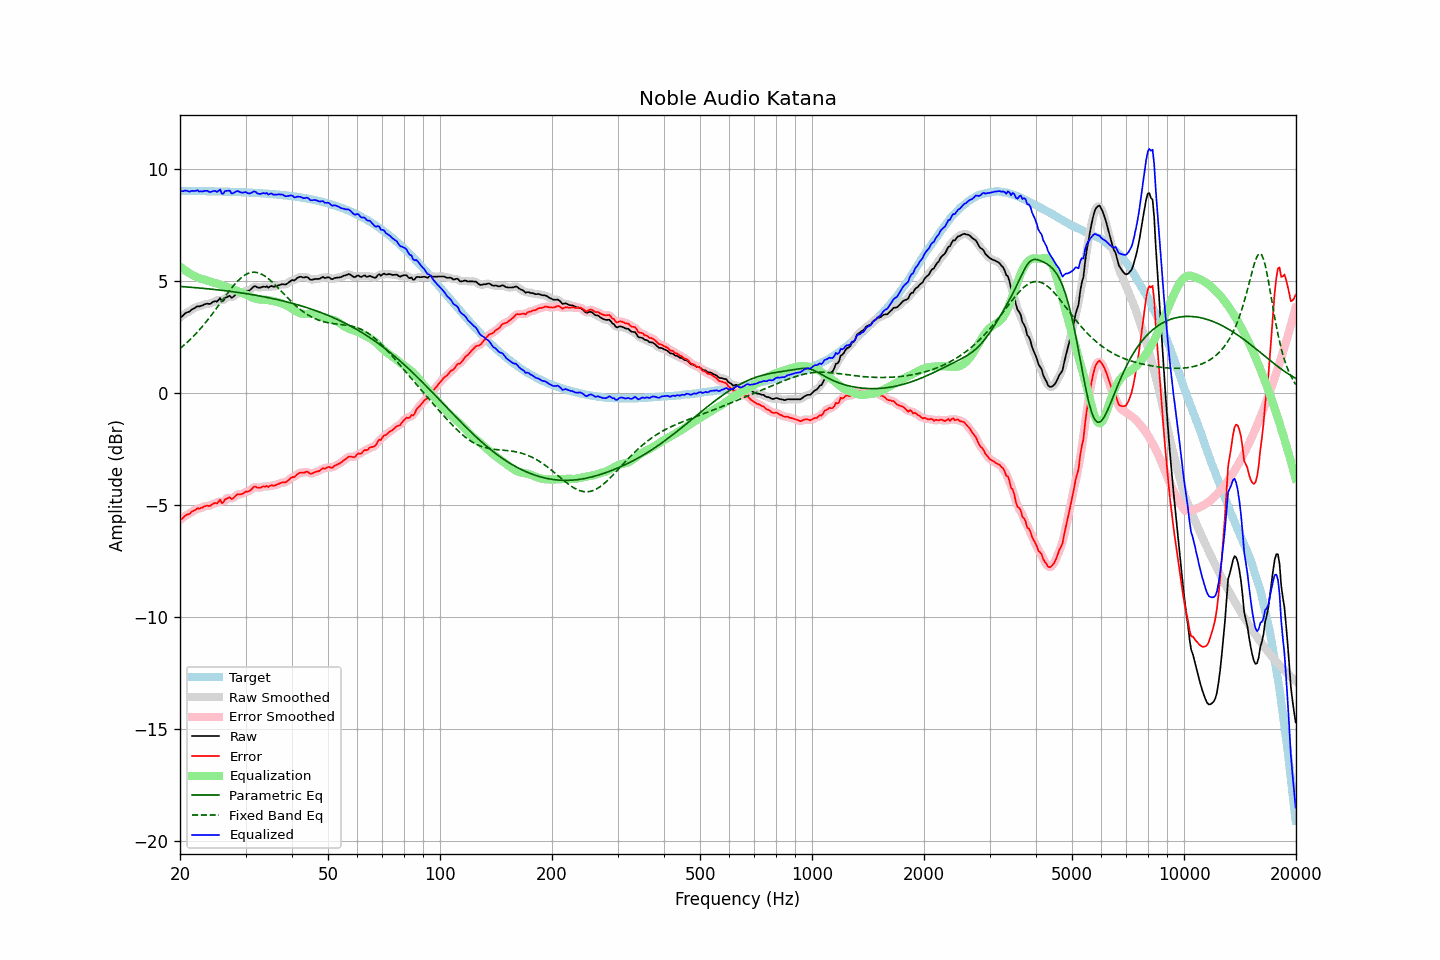 Noble Audio Katana
Amplitude (dBr)
10
5
0
−5
−10
−15
−20
Target
Raw Smoothed
Error Smoothed
Raw
Error
Equalization
Parametric Eq
Fixed Band Eq
Equalized
20 50 100 200 500 1000 2000 5000 10000 20000
Frequency (Hz)